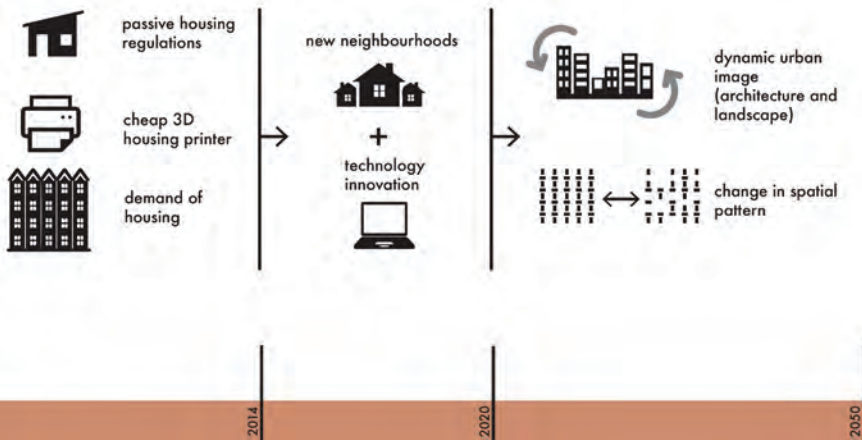 passive housing
regulations
cheap 3D
housing printer
demand of
housing
new neighbourhoods
+
technology
innovation
dynamic urban
image
(architecture and
landscape)
change in spatial
pattern
2014
2020
2050